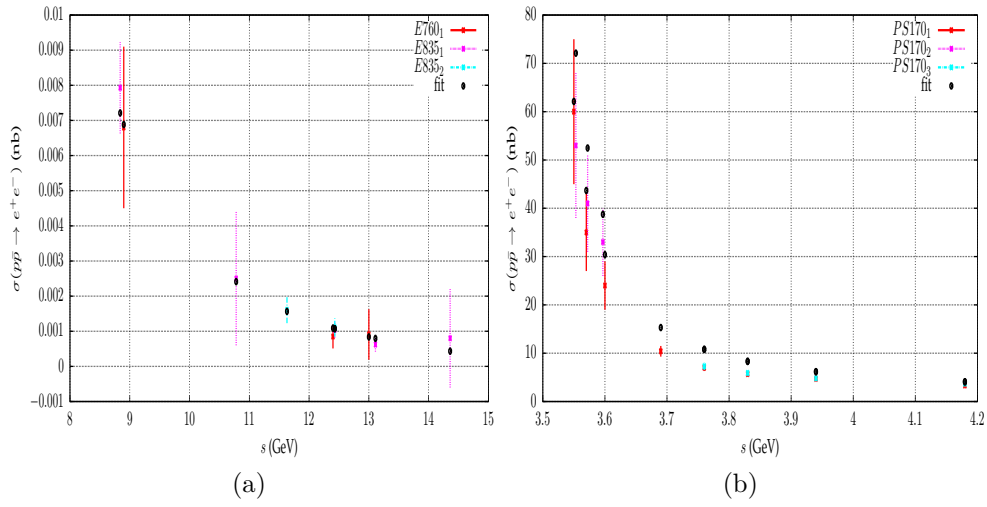 0.01
0.009
0.008
0.007
0.006
0.005
0.004
0.003
0.002
0.001
0
−0.001
8 9 10 11 12 13 14 15
s (GeV)
σ(pp̄ → e⁺e⁻) (nb)
E760₁
E835₁
E835₂
fit
(a)
80
70
60
50
40
30
20
10
0
3.5 3.6 3.7 3.8 3.9 4 4.1 4.2
s (GeV)
σ(pp̄ → e⁺e⁻) (nb)
PS170₁
PS170₂
PS170₃
fit
(b)